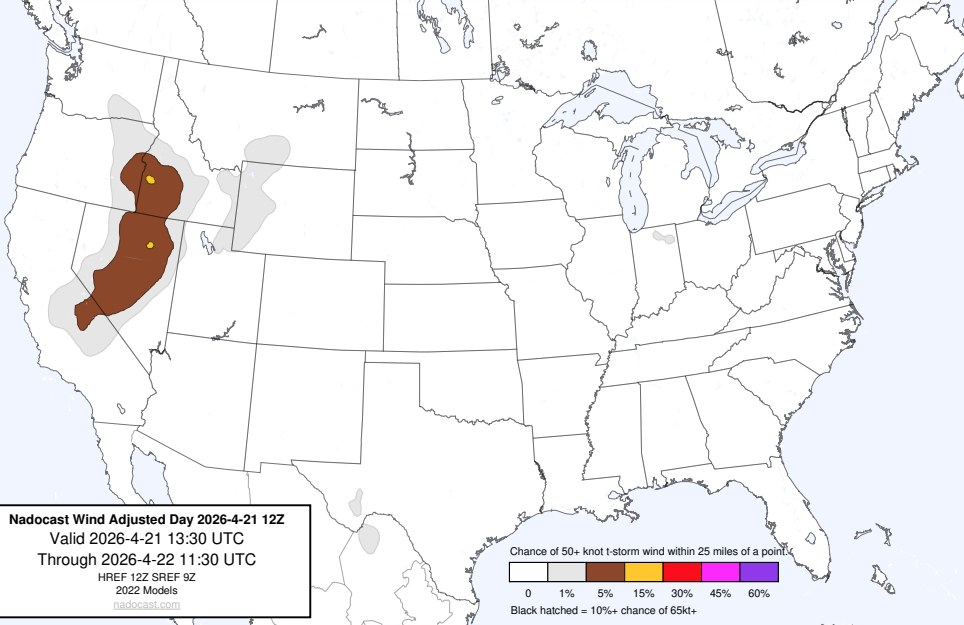 Nadocast Wind Adjusted Day 2026-4-21 12Z
Valid 2026-4-21 13:30 UTC
Through 2026-4-22 11:30 UTC
HREF 12Z SREF 9Z
2022 Models
nadocast.com
Chance of 50+ knot t-storm wind within 25 miles of a point.
0 1% 5% 15% 30% 45% 60%
Black hatched = 10%+ chance of 65kt+